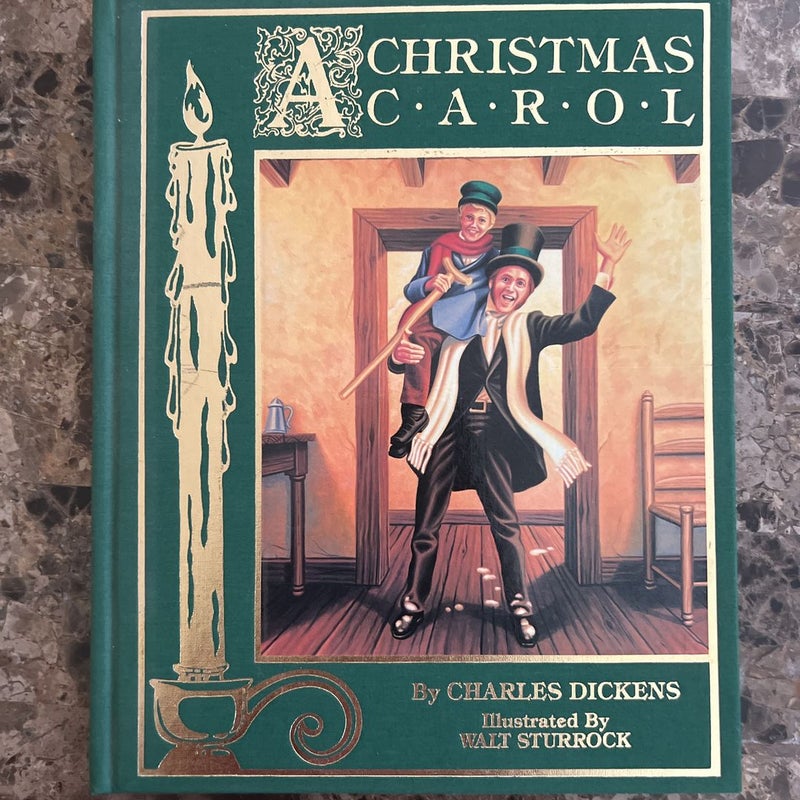 A CHRISTMAS
C·A·R·O·L
By CHARLES DICKENS
Illustrated By
WALT STURROCK